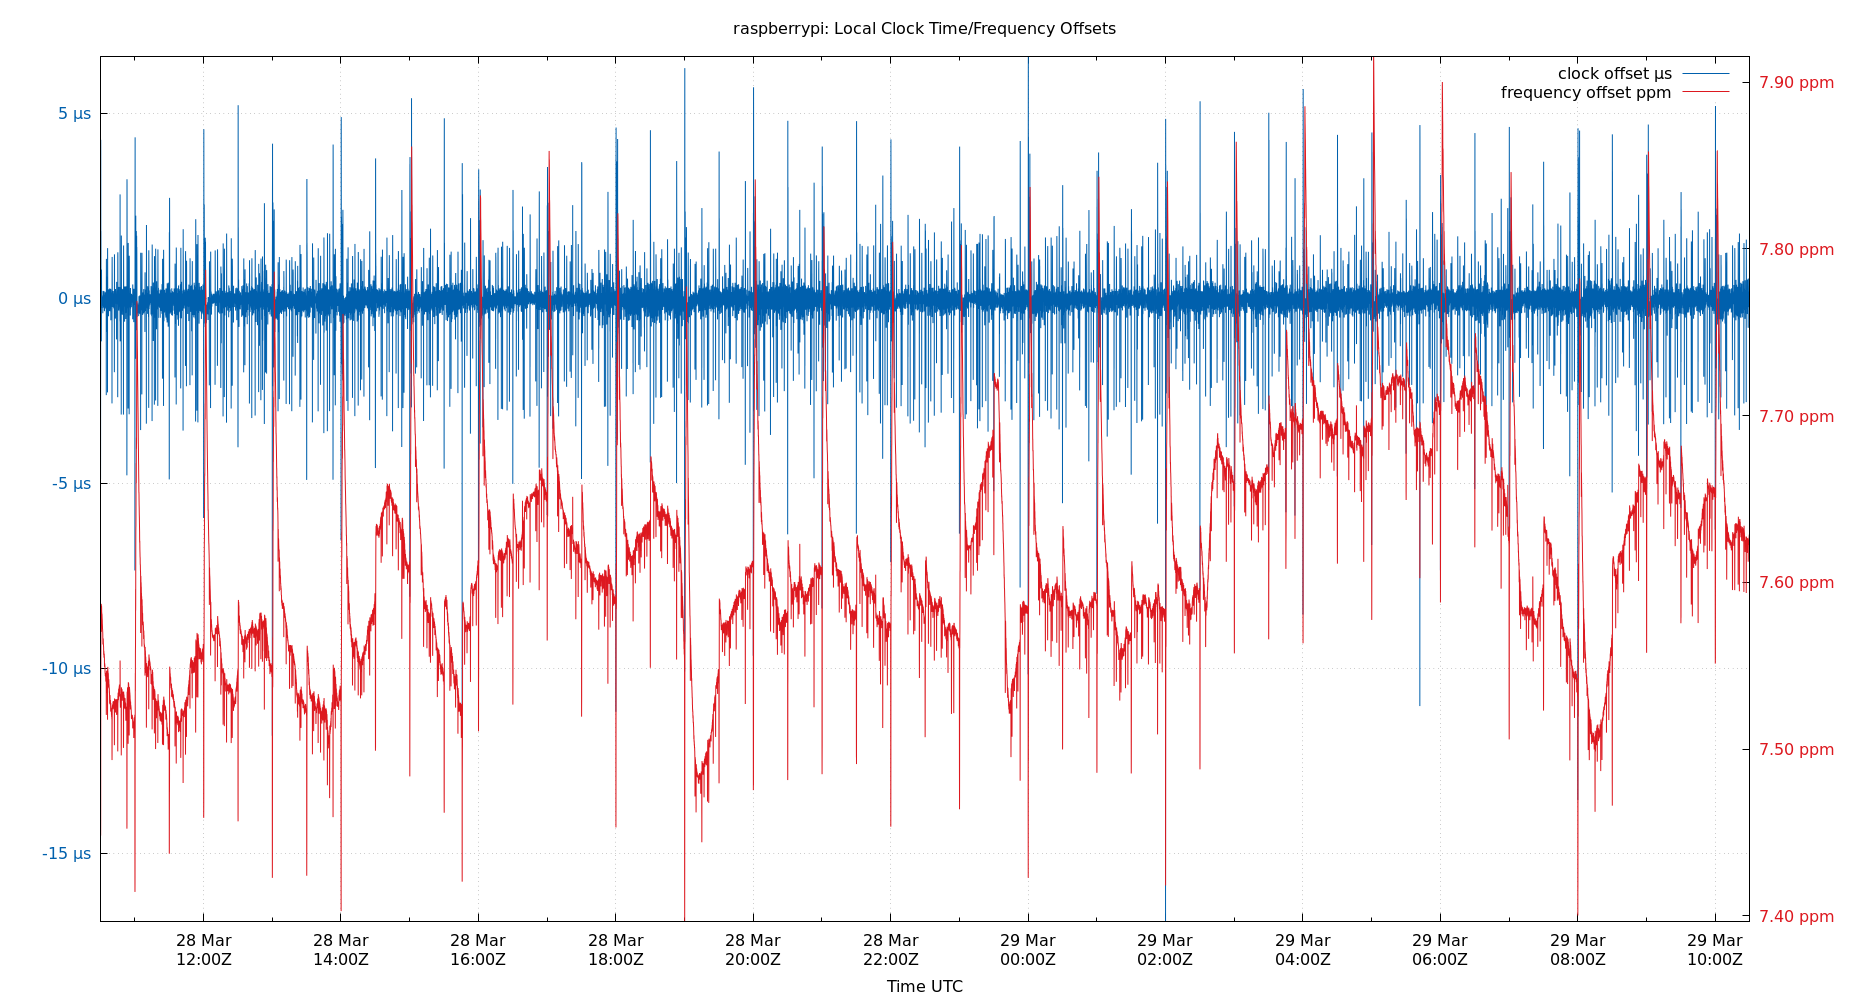 raspberrypi: Local Clock Time/Frequency Offsets
clock offset µs
frequency offset ppm
5 µs
0 µs
-5 µs
-10 µs
-15 µs
7.90 ppm
7.80 ppm
7.70 ppm
7.60 ppm
7.50 ppm
7.40 ppm
28 Mar 28 Mar 28 Mar 28 Mar 28 Mar 28 Mar 29 Mar 29 Mar 29 Mar 29 Mar 29 Mar 29 Mar
12:00Z 14:00Z 16:00Z 18:00Z 20:00Z 22:00Z 00:00Z 02:00Z 04:00Z 06:00Z 08:00Z 10:00Z
Time UTC